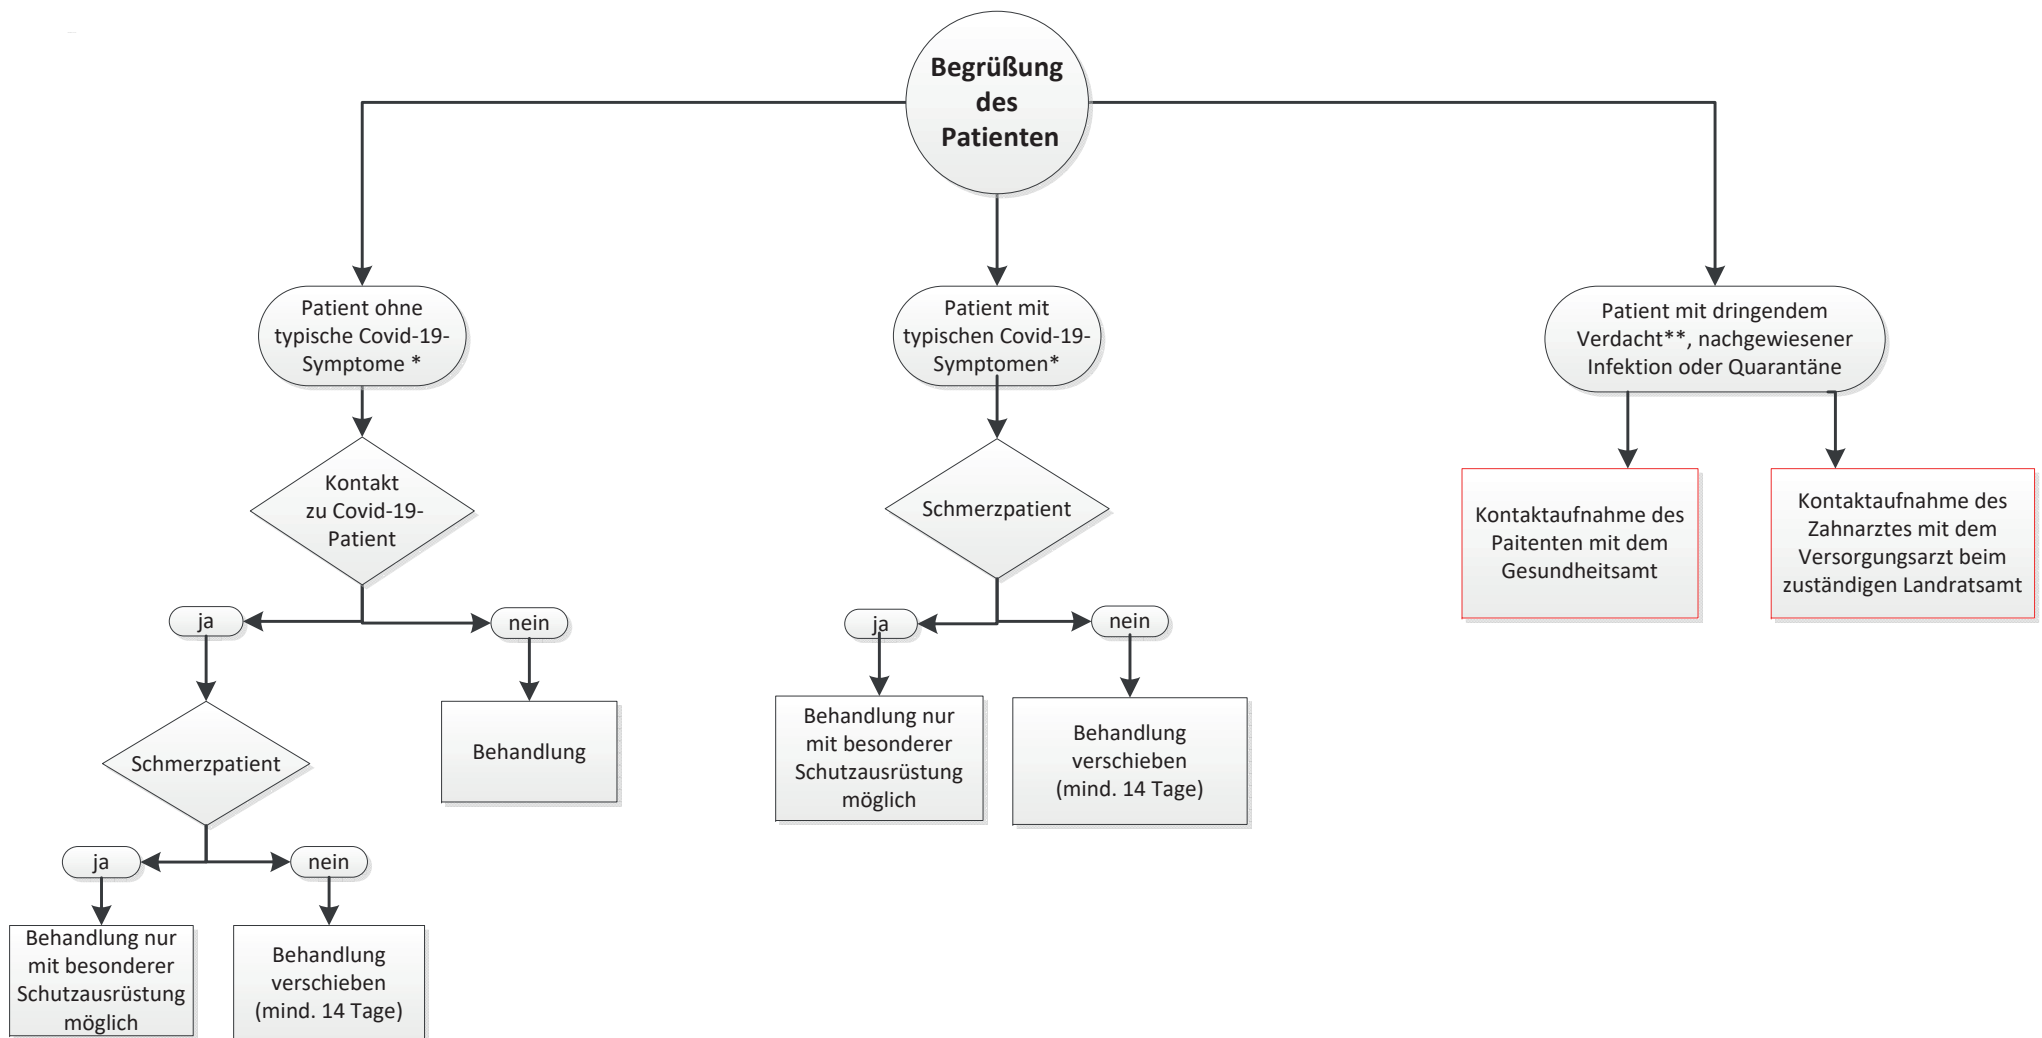 Begrüßung
des
Patienten
Patient ohne
typische Covid-19-
Symptome *
Patient mit
typischen Covid-19-
Symptomen*
Patient mit dringendem
Verdacht**, nachgewiesener
Infektion oder Quarantäne
Kontakt
zu Covid-19-
Patient
Schmerzpatient
Kontaktaufnahme des
Paitenten mit dem
Gesundheitsamt
Kontaktaufnahme des
Zahnarztes mit dem
Versorgungsarzt beim
zuständigen Landratsamt
ja
nein
ja
nein
Schmerzpatient
Behandlung
Behandlung nur
mit besonderer
Schutzausrüstung
möglich
Behandlung
verschieben
(mind. 14 Tage)
ja
nein
Behandlung nur
mit besonderer
Schutzausrüstung
möglich
Behandlung
verschieben
(mind. 14 Tage)